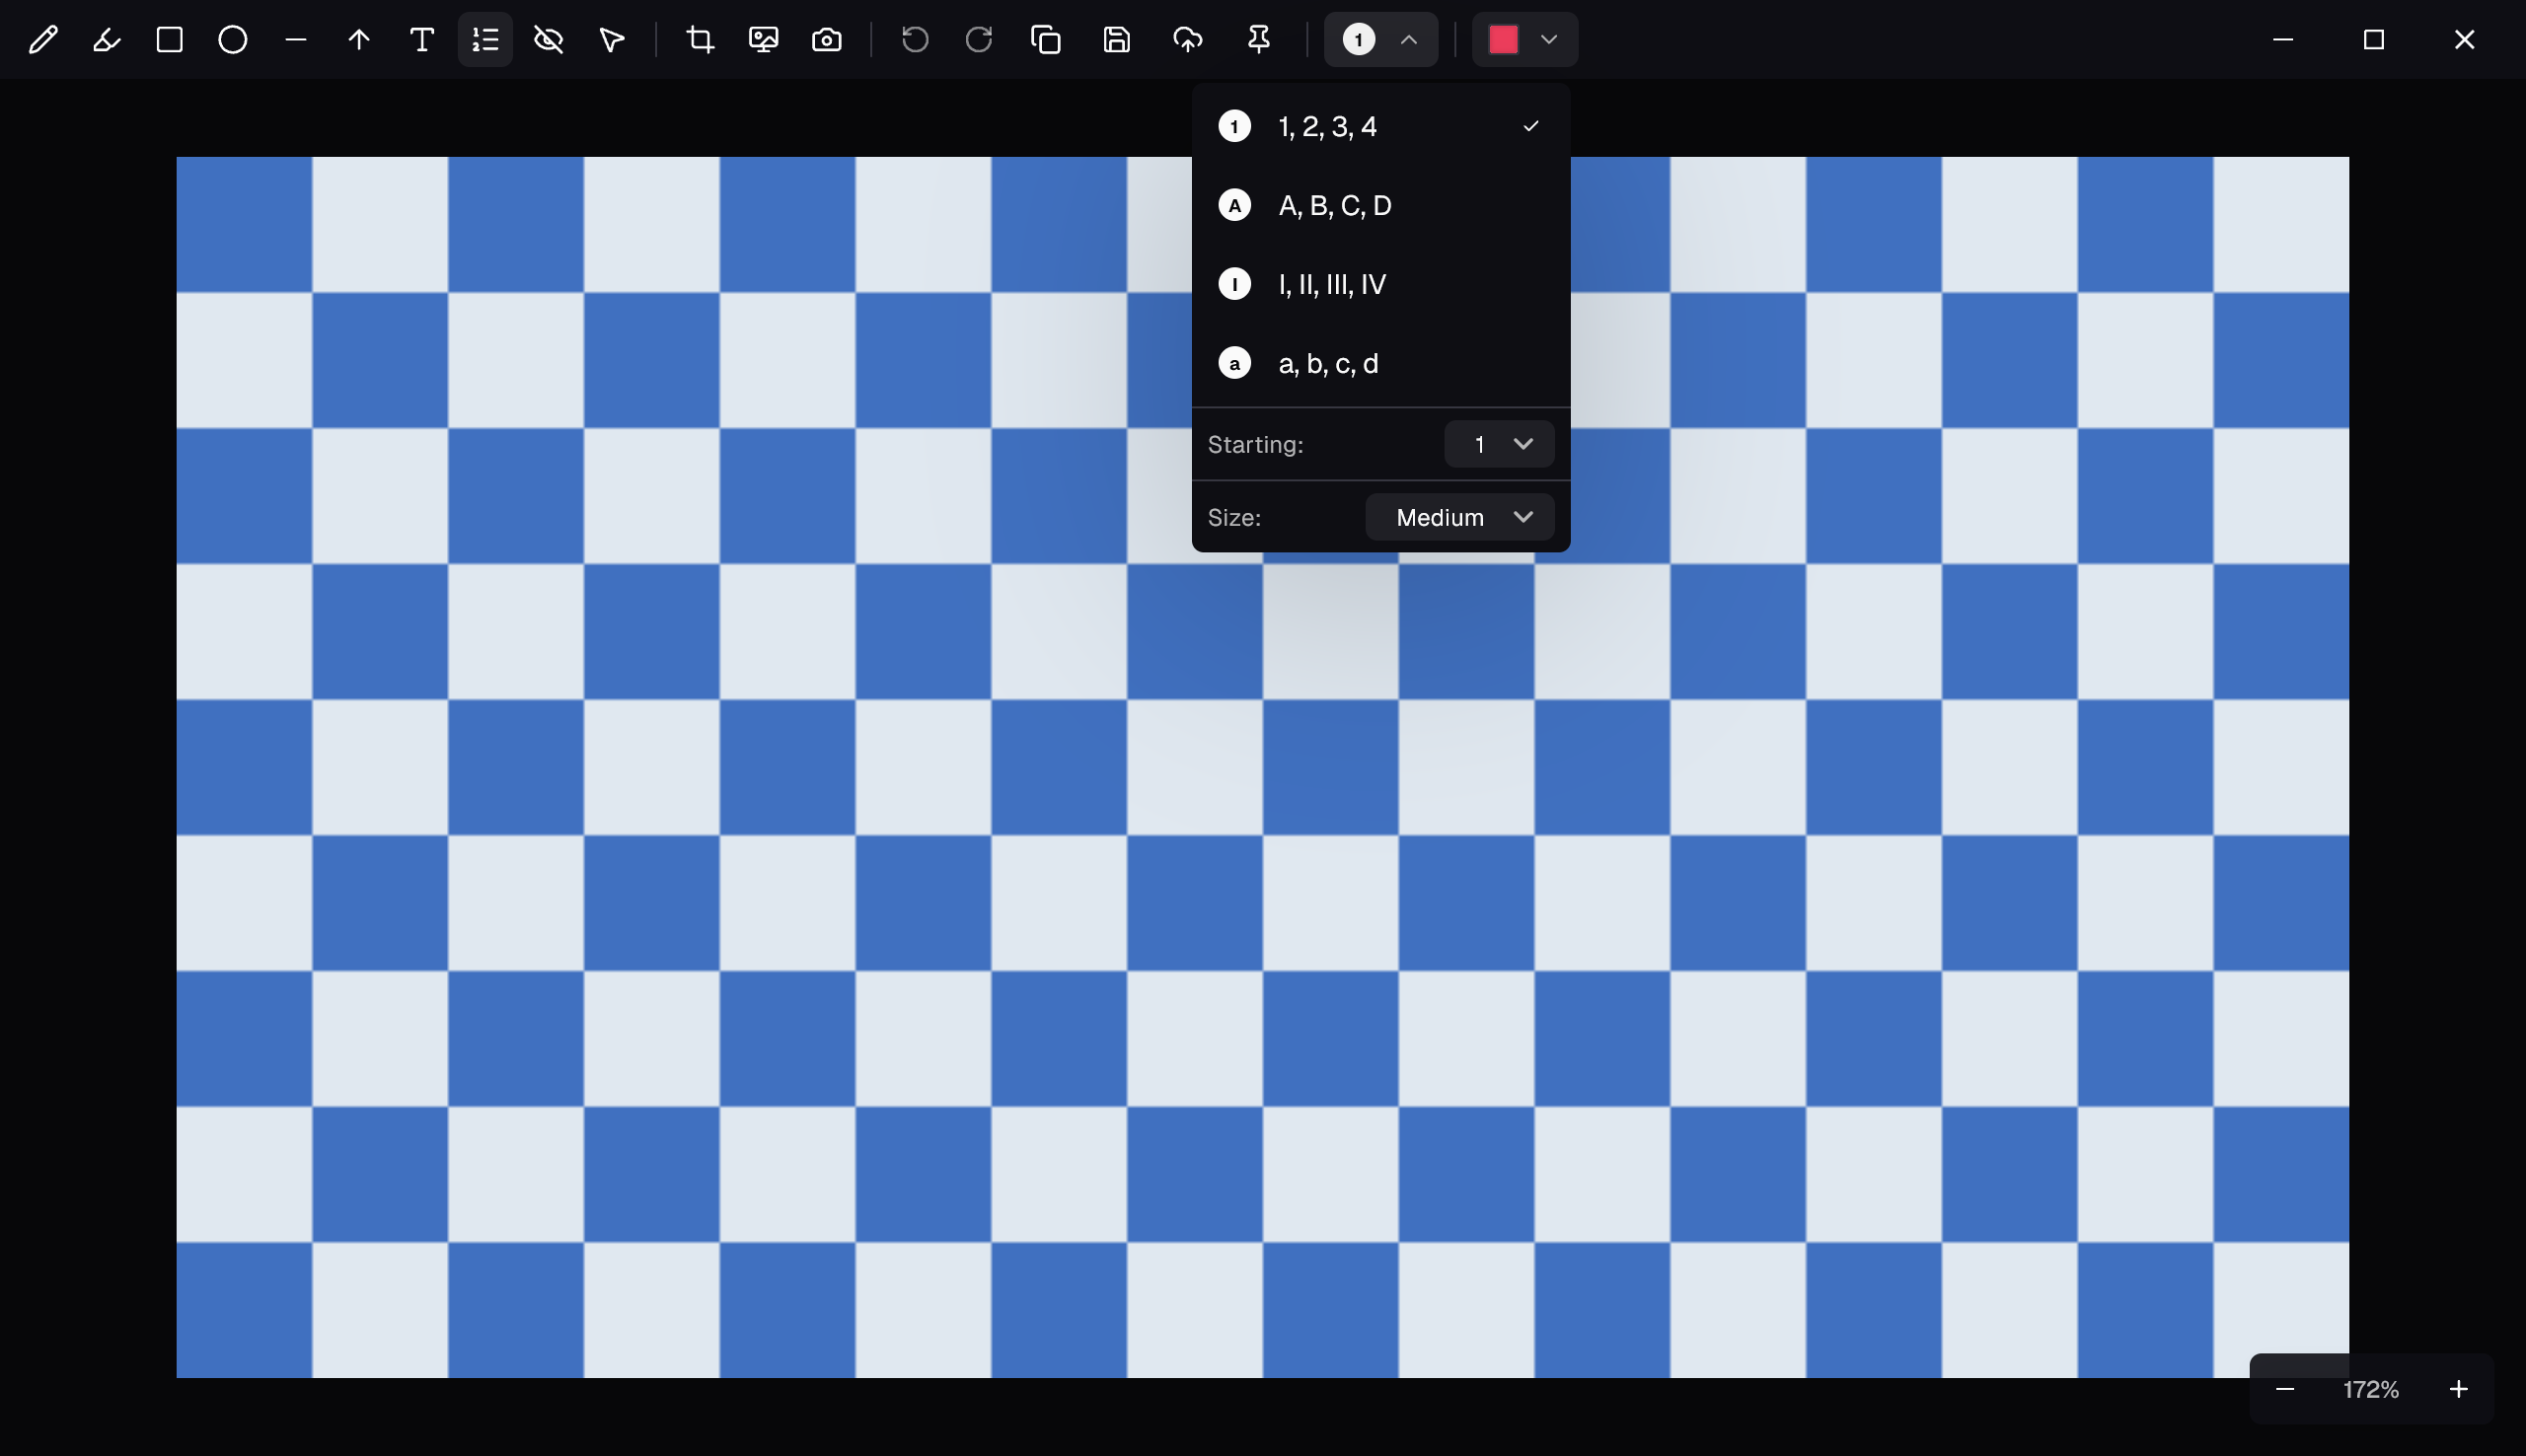 1
1 1, 2, 3, 4
A A, B, C, D
I I, II, III, IV
a a, b, c, d
Starting: 1
Size: Medium
172%